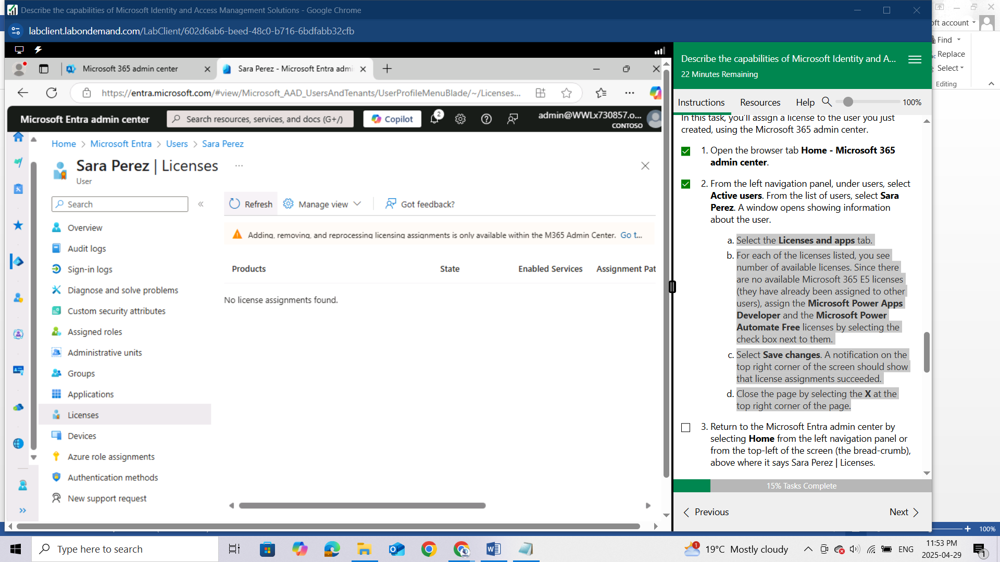 Describe the capabilities of Microsoft Identity and Access Management Solutions - Google Chrome
labclient.labondemand.com/LabClient/602d6ab6-beed-48c0-b716-6bdfabb32cfb
Microsoft 365 admin center
Sara Perez - Microsoft Entra admi
https://entra.microsoft.com/#view/Microsoft_AAD_UsersAndTenants/UserProfileMenuBlade/~/Licenses...
Microsoft Entra admin center
Search resources, services, and docs (G+/)
Copilot
2
admin@WWLx730857.o...
CONTOSO
Home > Microsoft Entra > Users > Sara Perez
Sara Perez | Licenses ...
User
Search
Overview
Audit logs
Sign-in logs
Diagnose and solve problems
Custom security attributes
Assigned roles
Administrative units
Groups
Applications
Licenses
Devices
Azure role assignments
Authentication methods
New support request
Refresh
Manage view
Got feedback?
Adding, removing, and reprocessing licensing assignments is only available within the M365 Admin Center. Go t...
Products State Enabled Services Assignment Pat
No license assignments found.
Describe the capabilities of Microsoft Identity and A...
22 Minutes Remaining
Instructions Resources Help 100%
In this task, you'll assign a license to the user you just
created, using the Microsoft 365 admin center.
1. Open the browser tab Home - Microsoft 365
admin center.
2. From the left navigation panel, under users, select
Active users. From the list of users, select Sara
Perez. A window opens showing information
about the user.
a. Select the Licenses and apps tab.
b. For each of the licenses listed, you see
number of available licenses. Since there
are no available Microsoft 365 E5 licenses
(they have already been assigned to other
users), assign the Microsoft Power Apps
Developer and the Microsoft Power
Automate Free licenses by selecting the
check box next to them.
c. Select Save changes. A notification on the
top right corner of the screen should show
that license assignments succeeded.
d. Close the page by selecting the X at the
top right corner of the page.
3. Return to the Microsoft Entra admin center by
selecting Home from the left navigation panel or
from the top-left of the screen (the bread-crumb),
above where it says Sara Perez | Licenses.
15% Tasks Complete
Previous
Next
oft account
Find
Replace
Select
Editing
100%
Type here to search
1
19°C Mostly cloudy
ENG
11:53 PM
2025-04-29
1